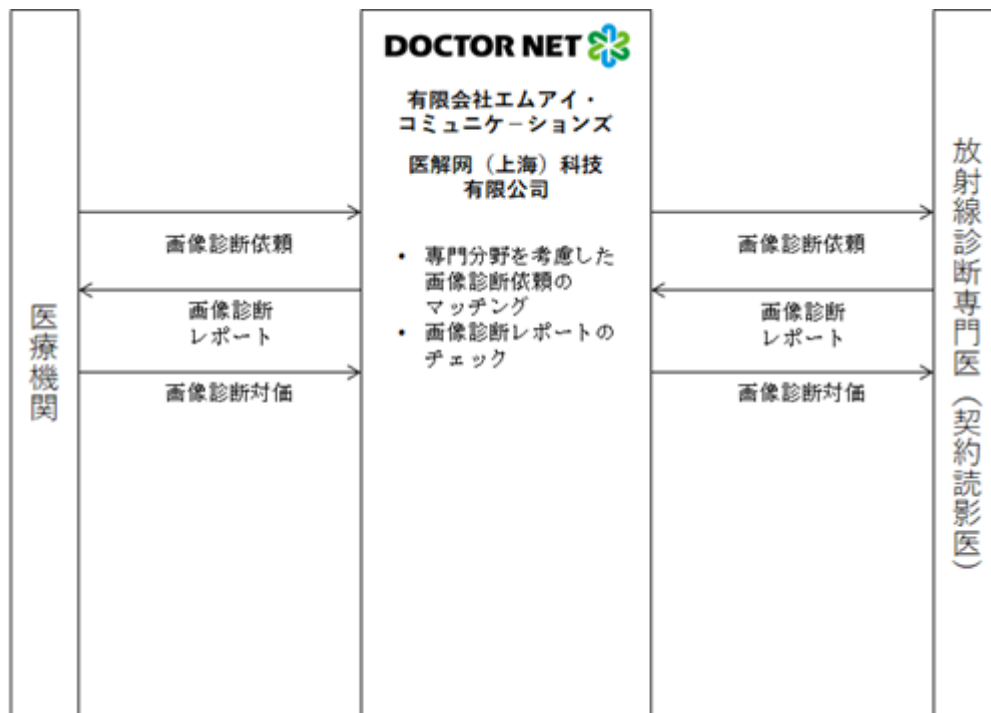 医療機関
画像診断依頼
画像診断
レポート
画像診断対価
DOCTOR NET
有限会社エムアイ・
コミュニケーションズ
医解网（上海）科技
有限公司
• 専門分野を考慮した
画像診断依頼の
マッチング
• 画像診断レポートの
チェック
画像診断依頼
画像診断
レポート
画像診断対価
放射線診断専門医（契約読影医）